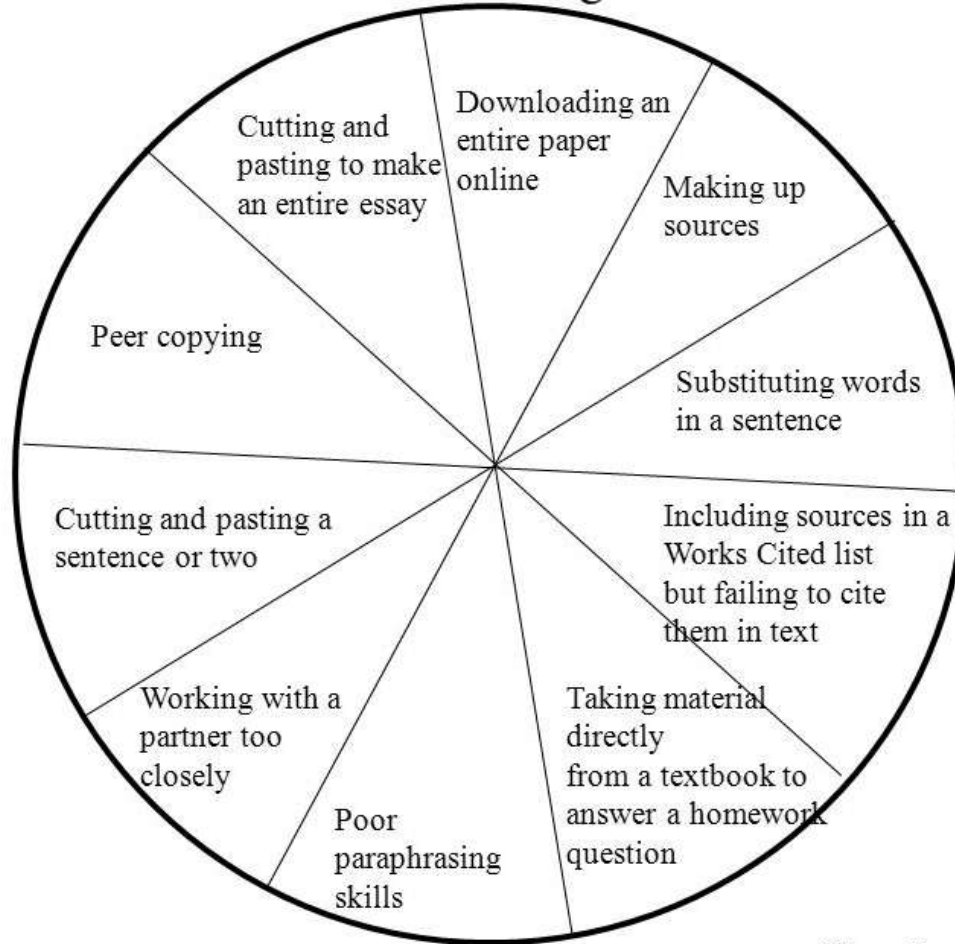 Downloading an
entire paper
online
Making up
sources
Substituting words
in a sentence
Including sources in a
Works Cited list
but failing to cite
them in text
Taking material
directly
from a textbook to
answer a homework
question
Poor
paraphrasing
skills
Working with a
partner too
closely
Cutting and pasting a
sentence or two
Peer copying
Cutting and
pasting to make
an entire essay